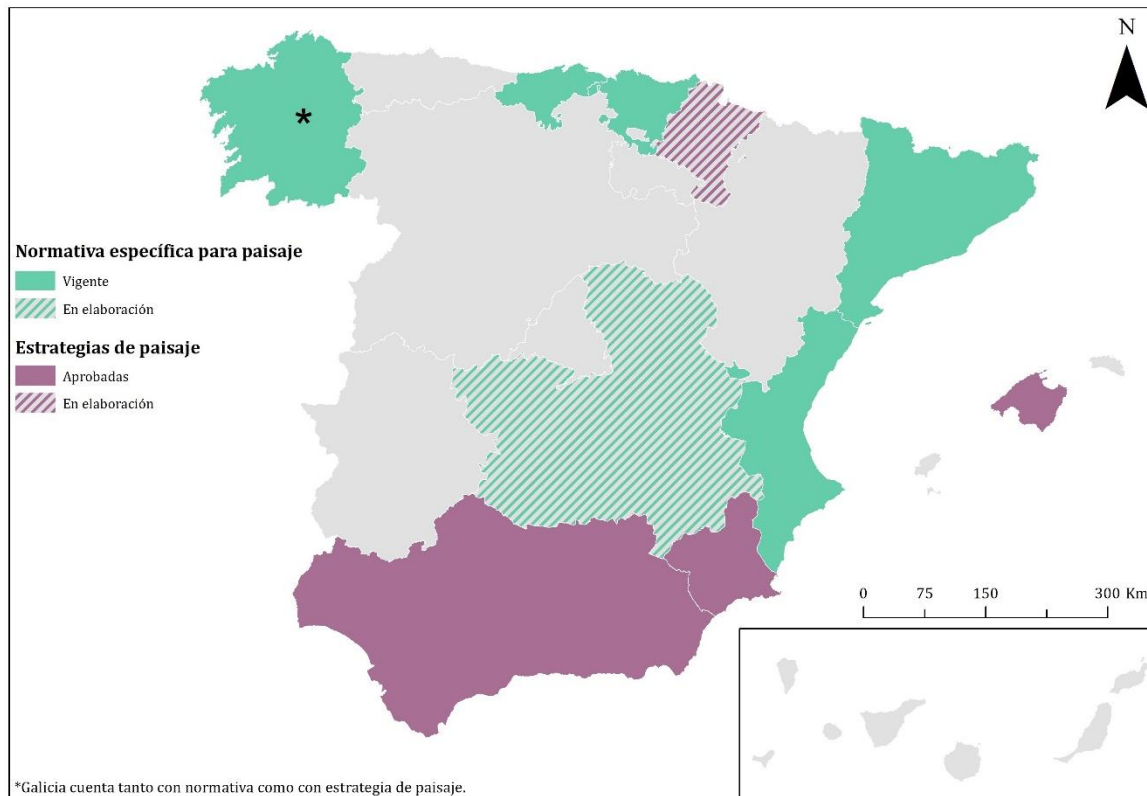 N
*
Normativa específica para paisaje
Vigente
En elaboración
Estrategias de paisaje
Aprobadas
En elaboración
0 75 150 300 Km
*Galicia cuenta tanto con normativa como con estrategia de paisaje.